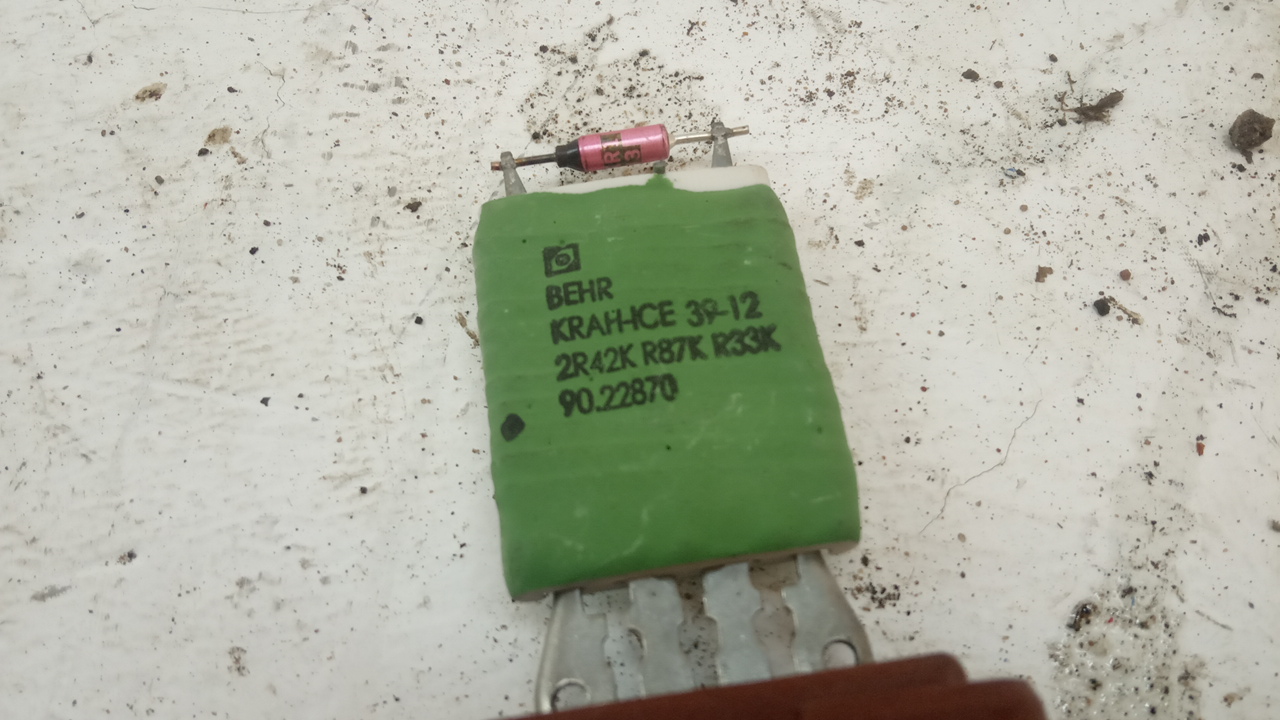 BEHR
KRAH-ICE 39-12
2R42K R87K R33K
90.22870